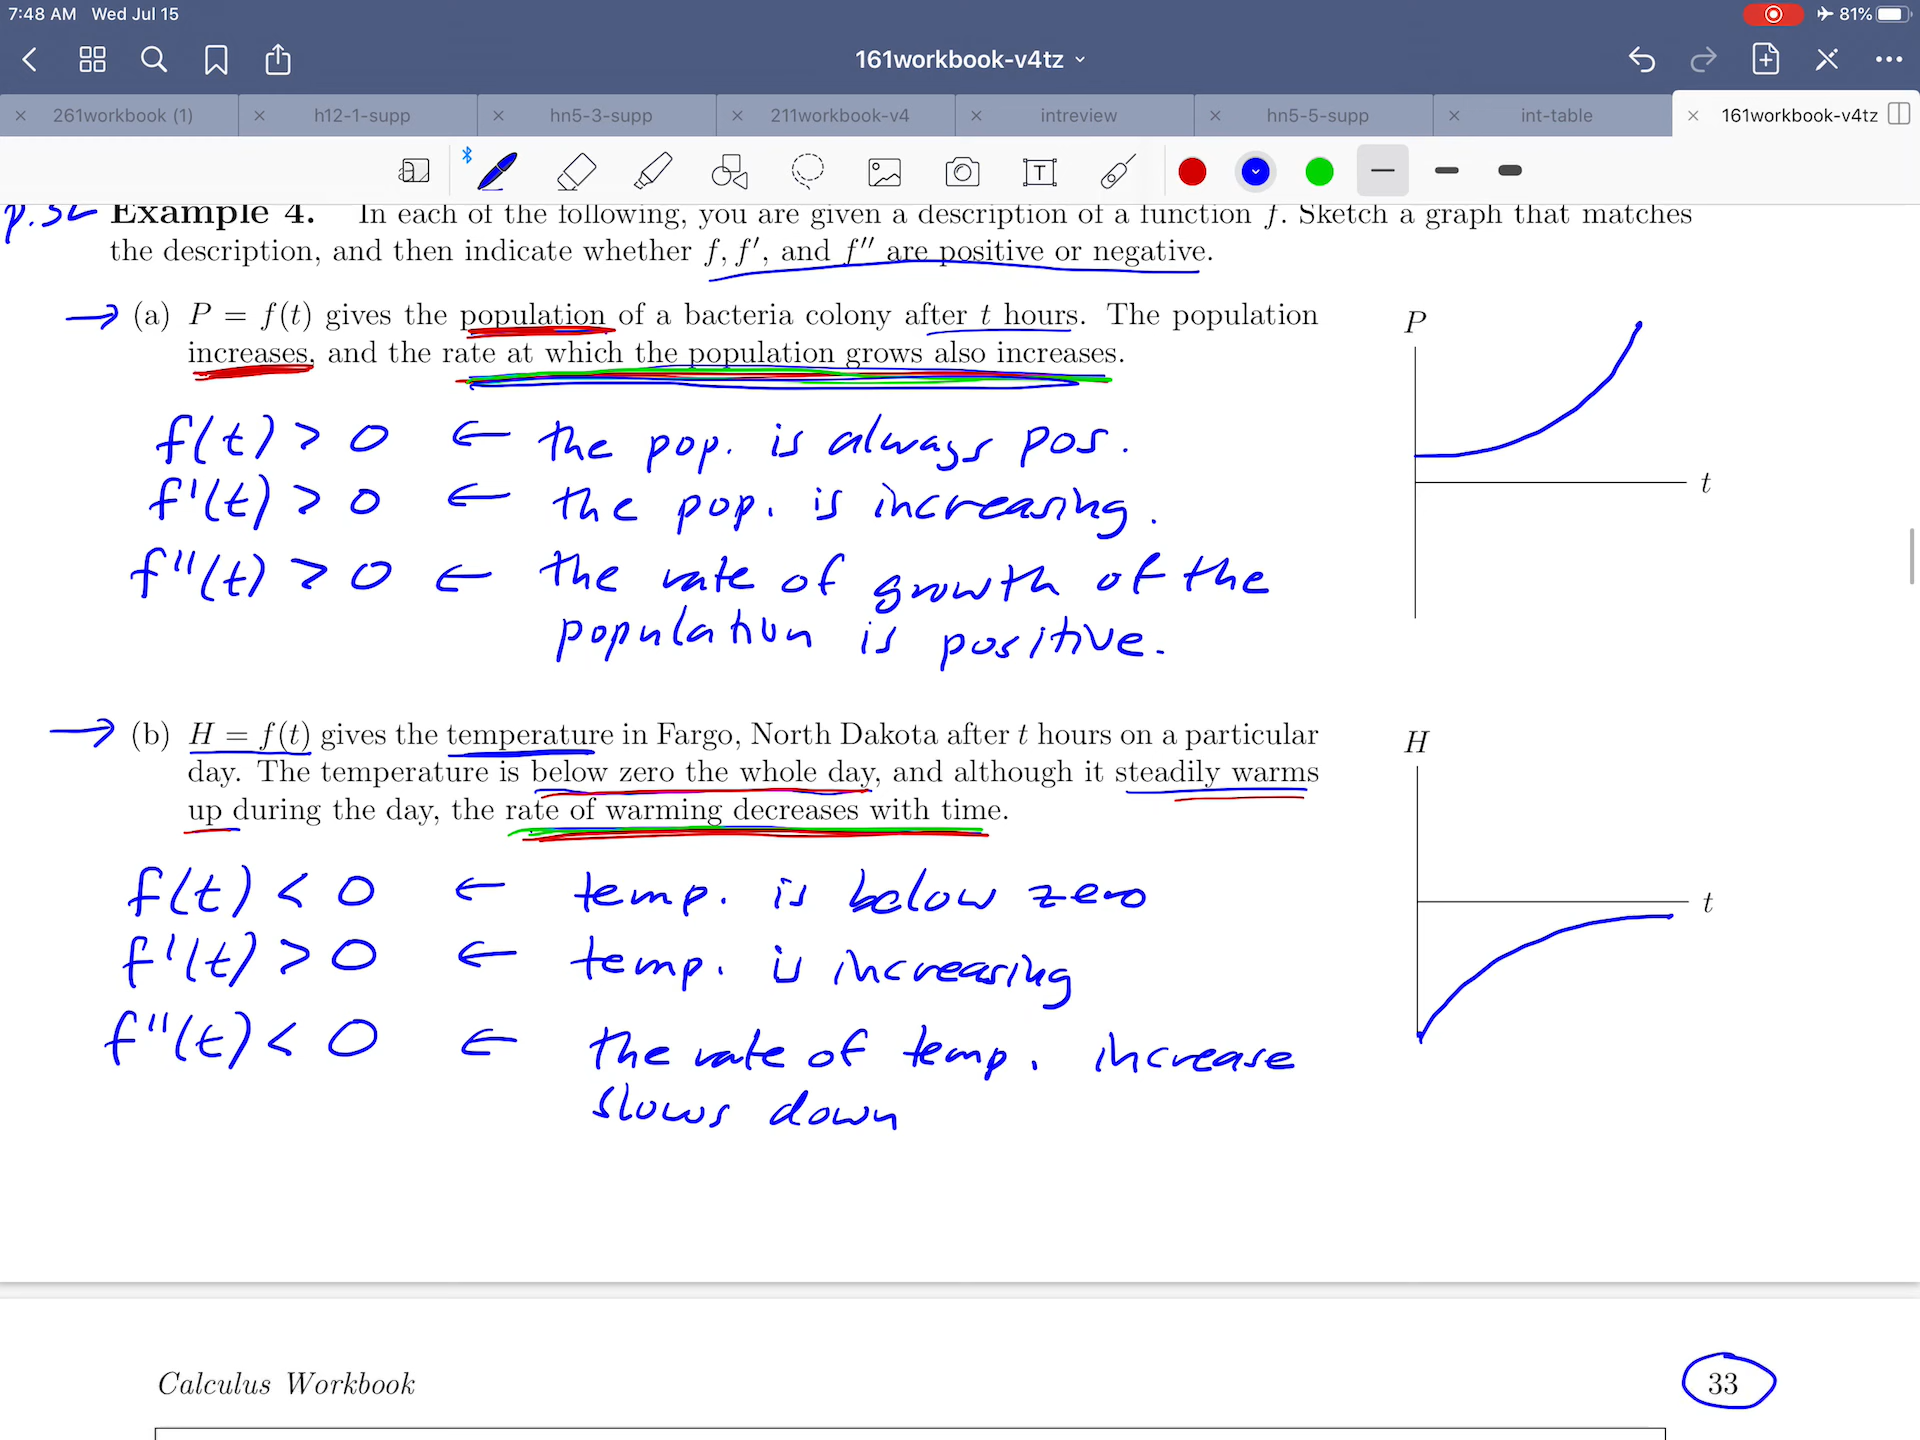 7:48 AM Wed Jul 15
81%
161workbook-v4tz
261workbook (1)
h12-1-supp
hn5-3-supp
211workbook-v4
intreview
hn5-5-supp
int-table
161workbook-v4tz
p.32 Example 4. In each of the following, you are given a description of a function f. Sketch a graph that matches
the description, and then indicate whether f, f′, and f″ are positive or negative.
→ (a) P = f(t) gives the population of a bacteria colony after t hours. The population
increases, and the rate at which the population grows also increases.
P
t
f(t) > 0 ← the pop. is always pos.
f'(t) > 0 ← the pop. is increasing.
f''(t) > 0 ← the rate of growth of the
population is positive.
→ (b) H = f(t) gives the temperature in Fargo, North Dakota after t hours on a particular
day. The temperature is below zero the whole day, and although it steadily warms
up during the day, the rate of warming decreases with time.
H
t
f(t) < 0 ← temp. is below zero
f'(t) > 0 ← temp. is increasing
f''(t) < 0 ← the rate of temp. increase
slows down
Calculus Workbook
33